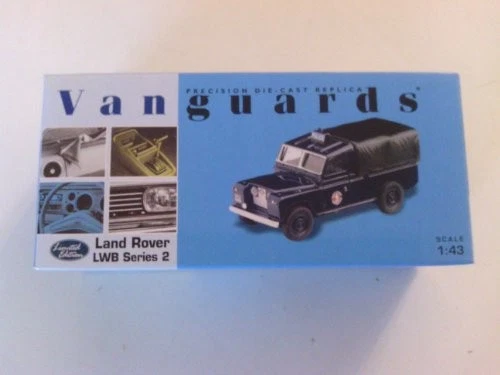 PRECISION DIE-CAST REPLICA
Vanguards
Limited
Edition
Land Rover
LWB Series 2
SCALE
1:43